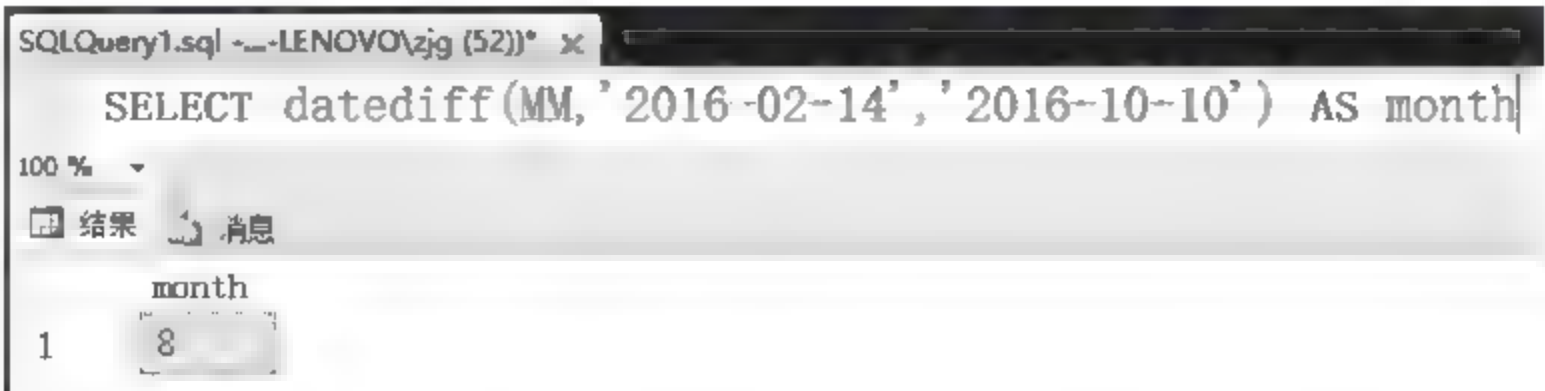 SQLQuery1.sql -...-LENOVO\zjg (52))* ×
SELECT datediff(MM,'2016-02-14','2016-10-10') AS month
100 %
结果 消息
month
1 8